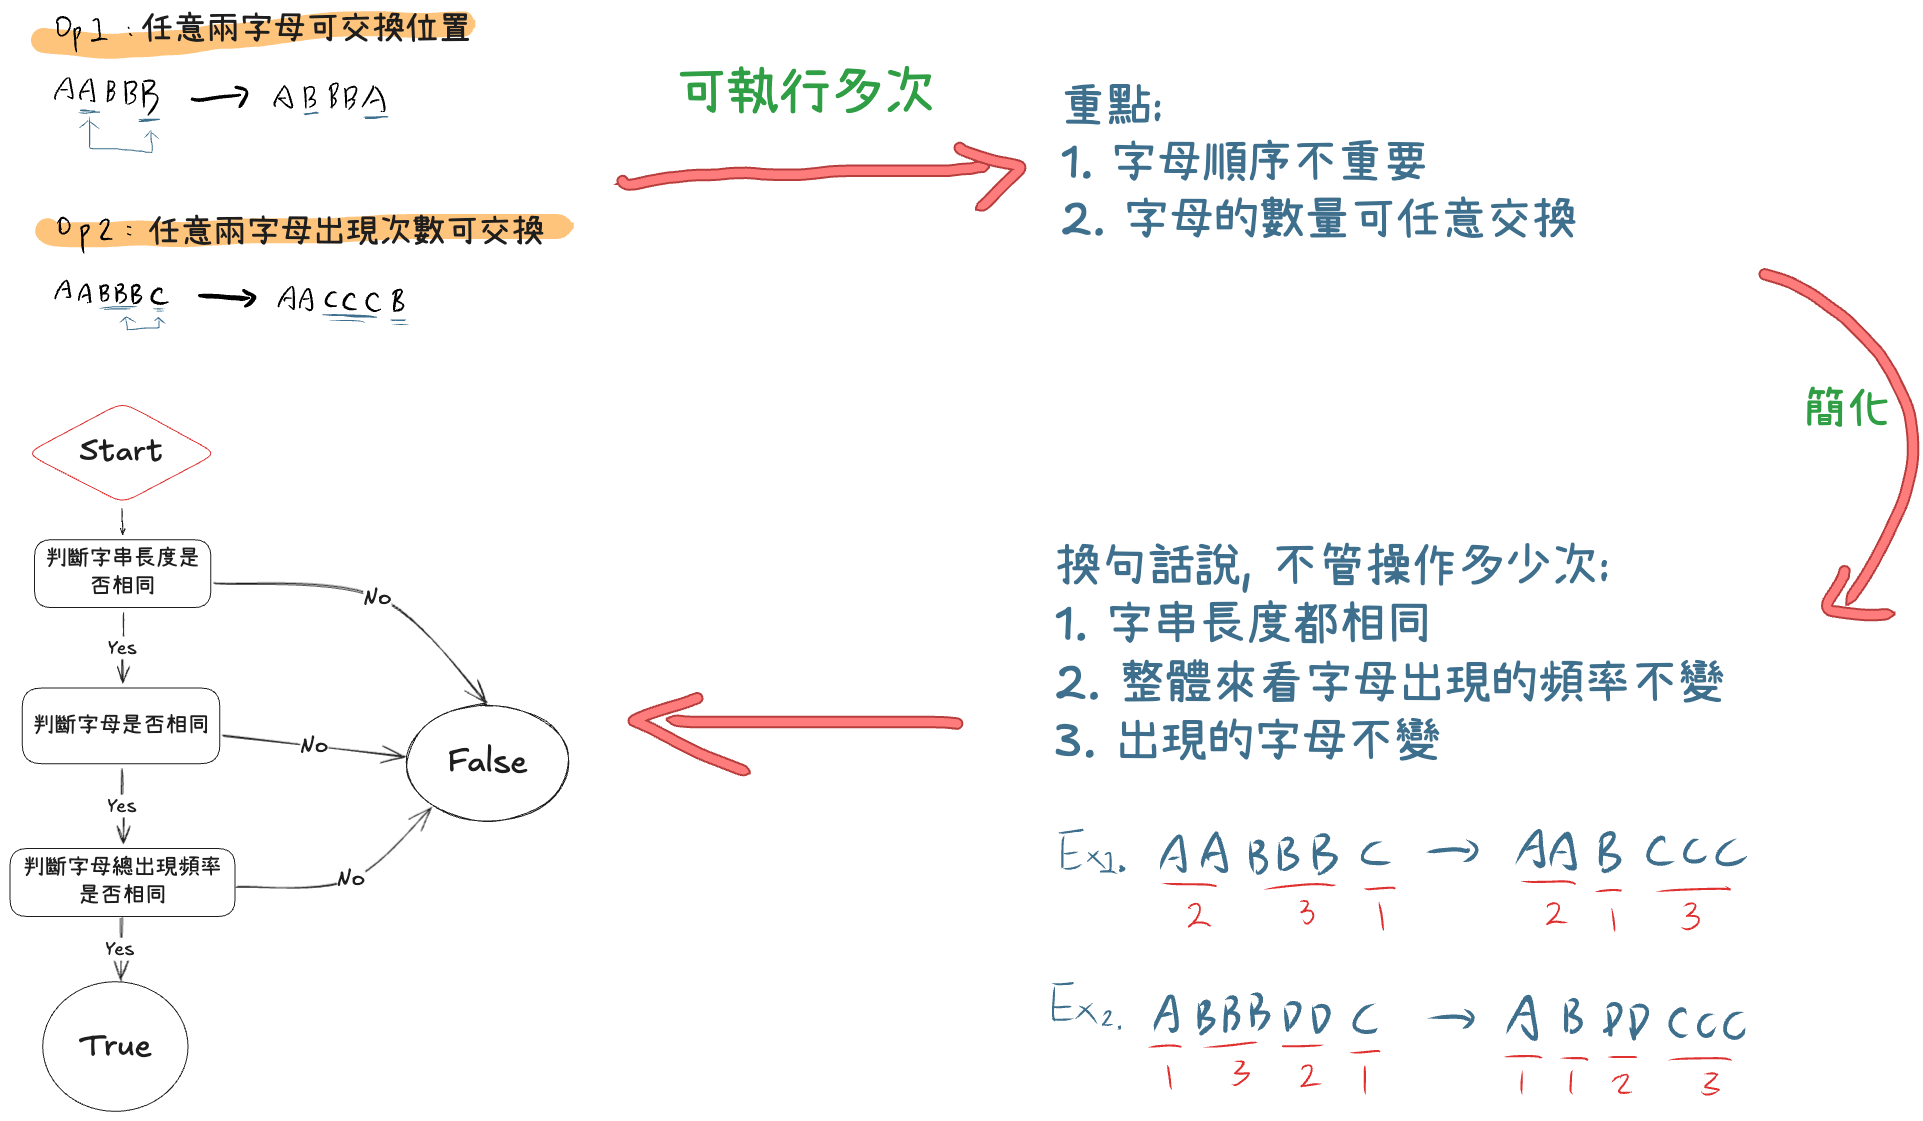 Op1：任意兩字母可交換位置
AABBB → ABBBA
Op2：任意兩字母出現次數可交換
AABBBC → AACCCB
可執行多次
重點:
1. 字母順序不重要
2. 字母的數量可任意交換
簡化
換句話說, 不管操作多少次:
1. 字串長度都相同
2. 整體來看字母出現的頻率不變
3. 出現的字母不變
Ex1. AABBBC → AABCCC
2 3 1 2 1 3
Ex2. ABBBDDC → ABDDCCC
1 3 2 1 1 1 2 3
Start
判斷字串長度是
否相同
No
Yes
判斷字母是否相同
No
False
Yes
判斷字母總出現頻率
是否相同
No
Yes
True